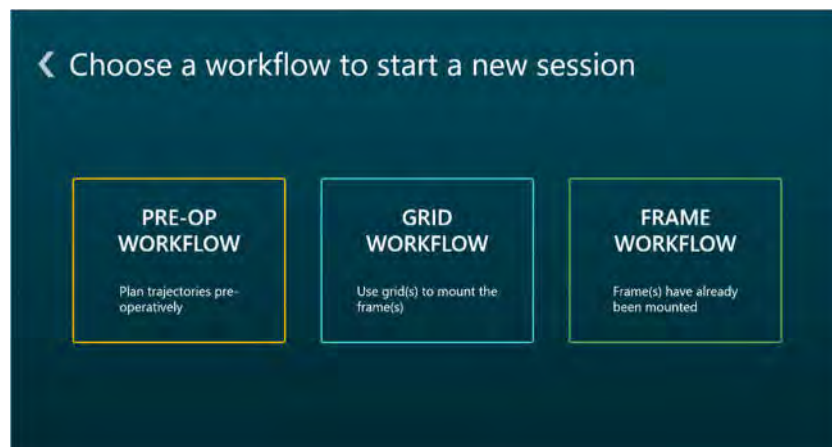 Choose a workflow to start a new session
PRE-OP
WORKFLOW
Plan trajectories pre-
operatively
GRID
WORKFLOW
Use grid(s) to mount the
frame(s)
FRAME
WORKFLOW
Frame(s) have already
been mounted